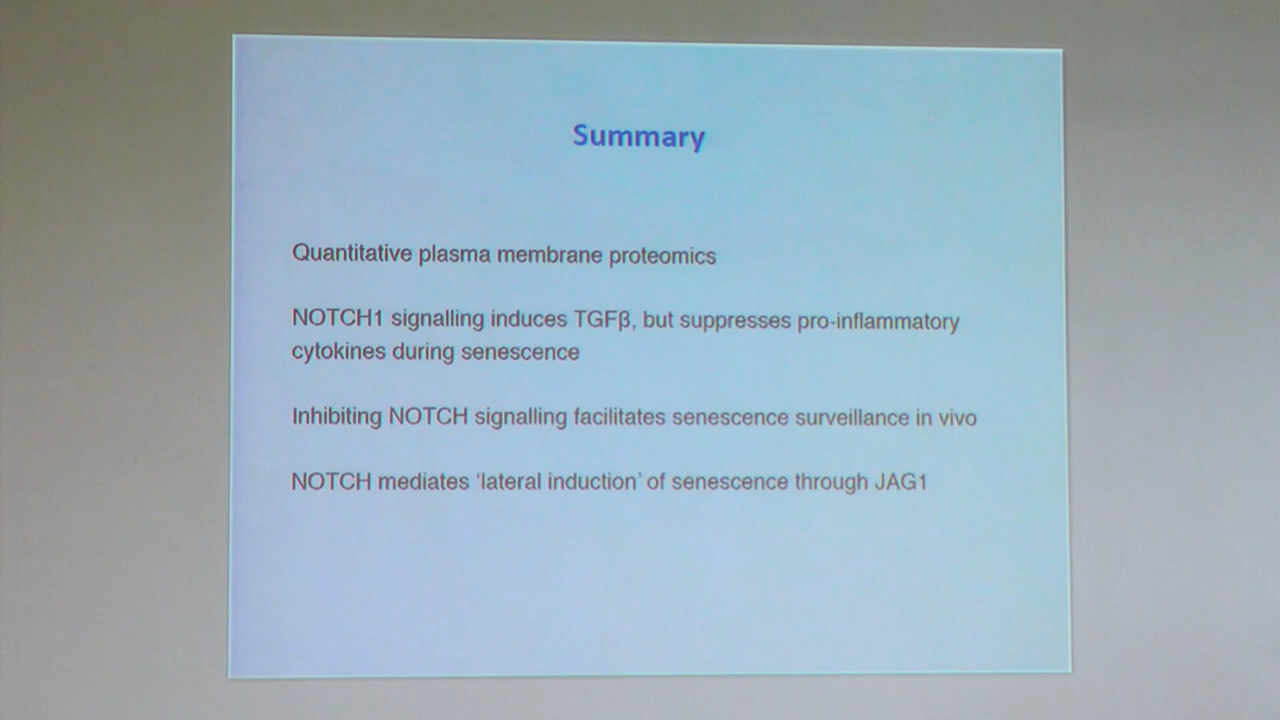 Summary
Quantitative plasma membrane proteomics
NOTCH1 signalling induces TGFβ, but suppresses pro-inflammatory
cytokines during senescence
Inhibiting NOTCH signalling facilitates senescence surveillance in vivo
NOTCH mediates ‘lateral induction’ of senescence through JAG1